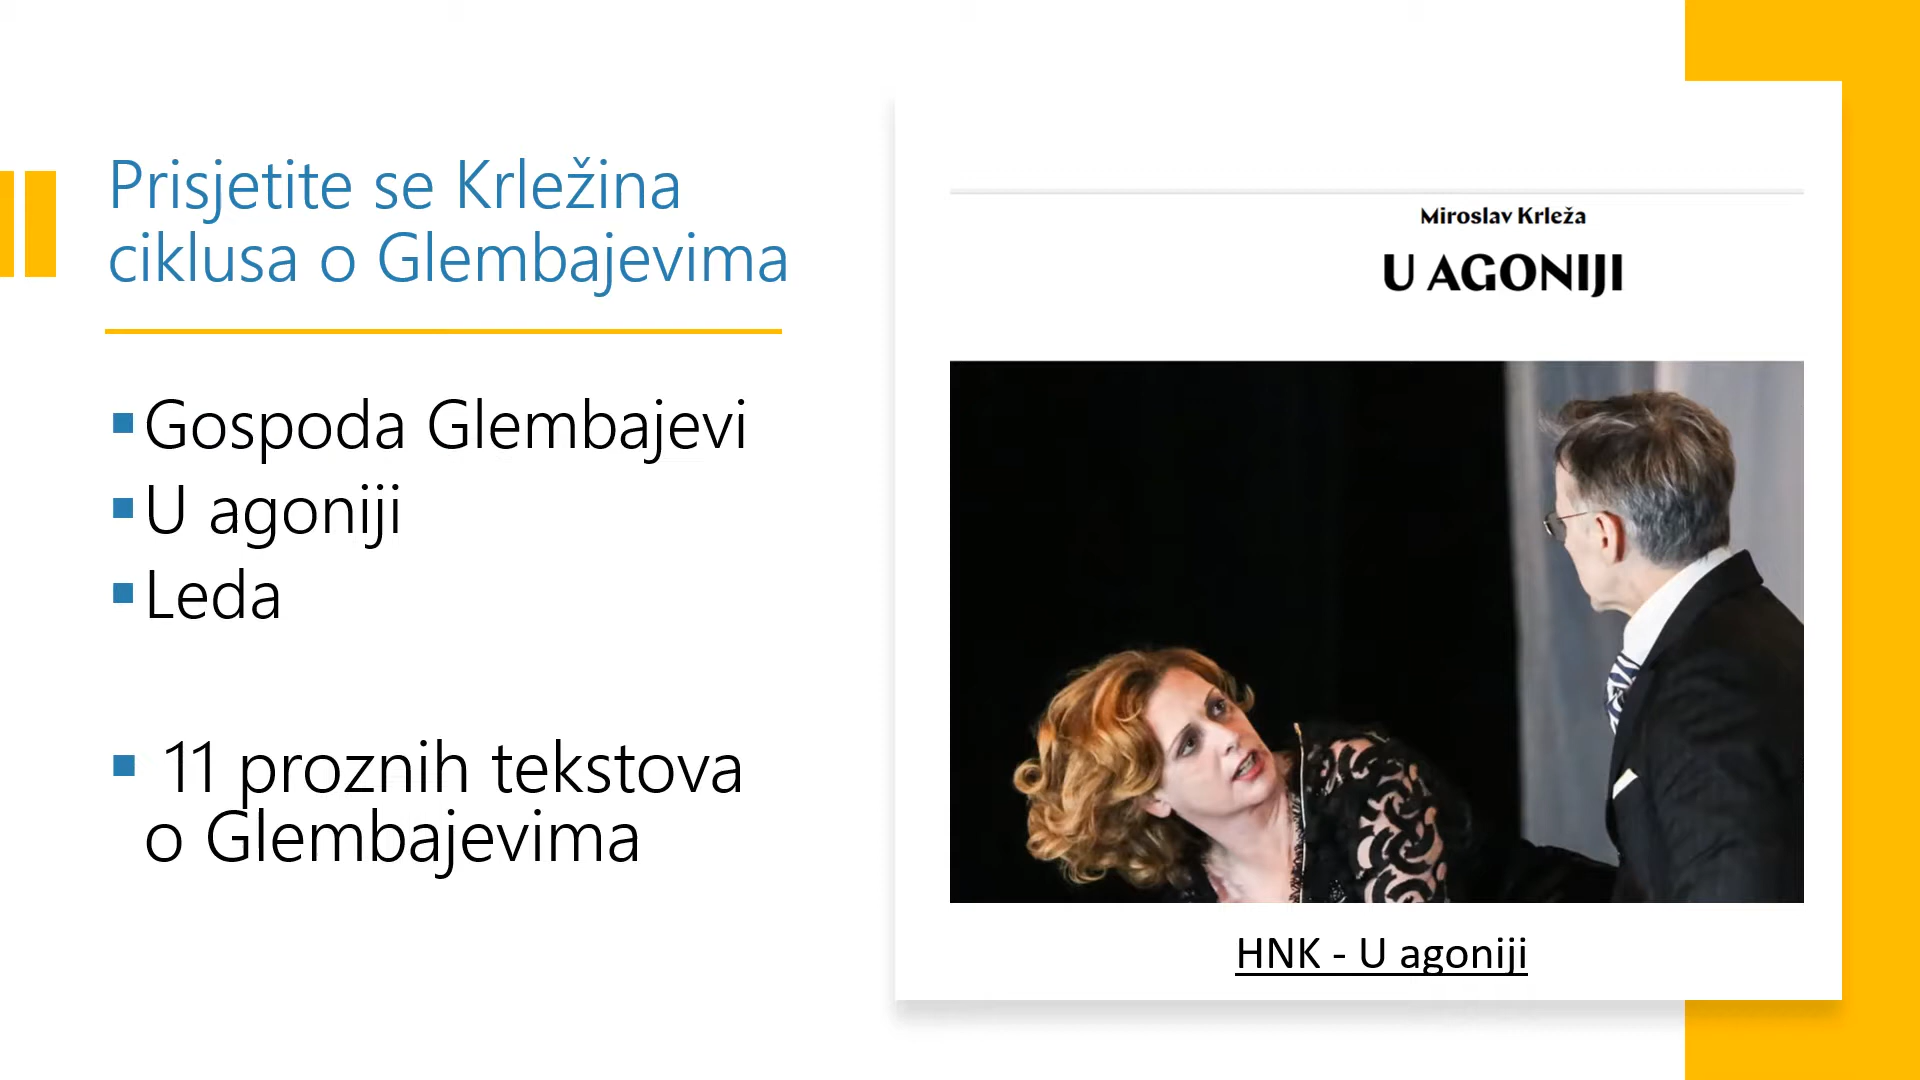 Prisjetite se Krležina
ciklusa o Glembajevima
Gospoda Glembajevi
U agoniji
Leda
11 proznih tekstova
o Glembajevima
Miroslav Krleža
U AGONIJI
HNK - U agoniji